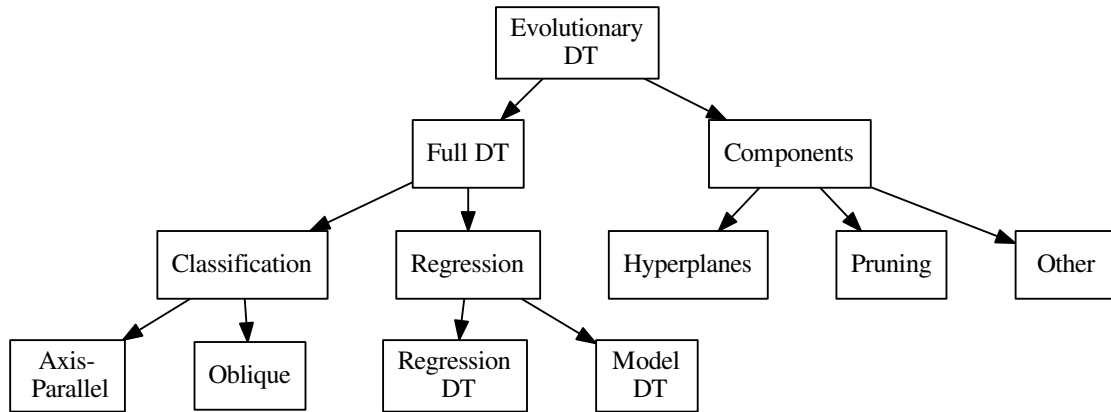 Evolutionary
DT
Full DT
Components
Classification
Regression
Hyperplanes
Pruning
Other
Axis-
Parallel
Oblique
Regression
DT
Model
DT